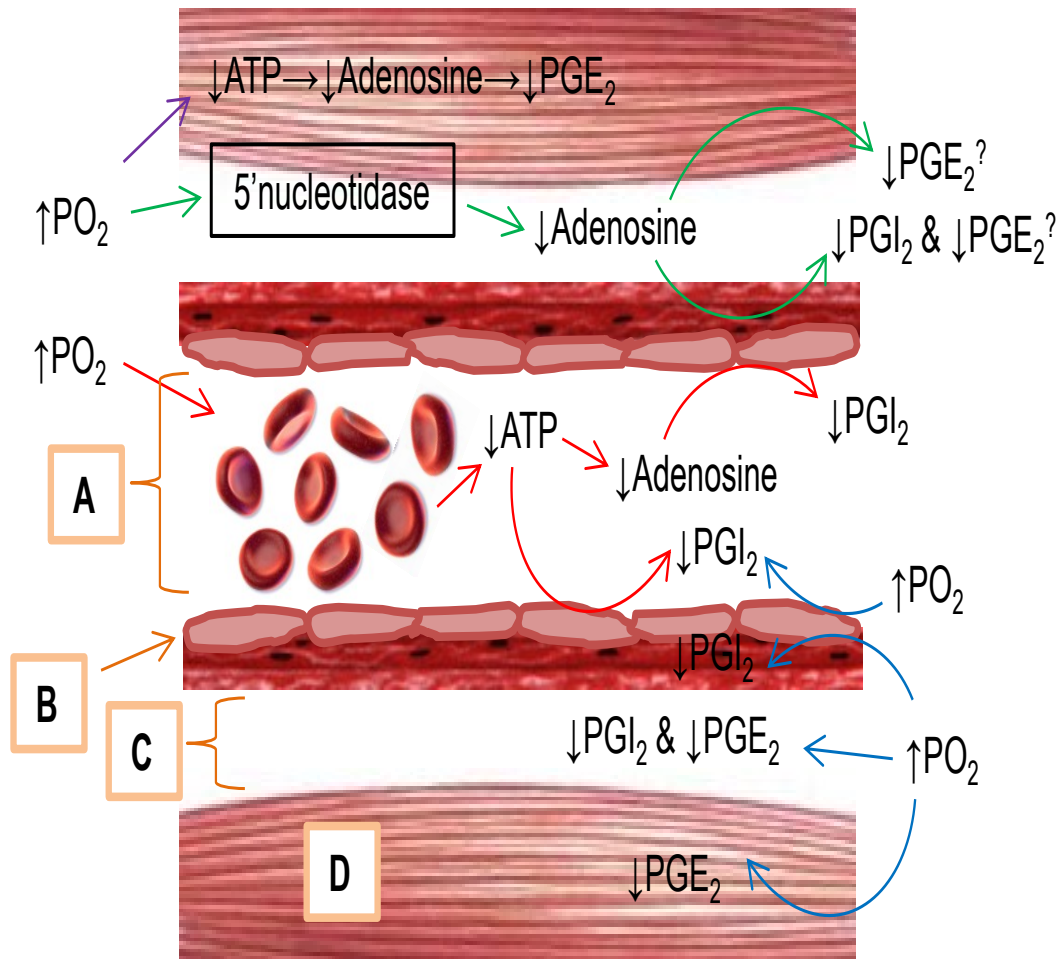 ↓ATP→↓Adenosine→↓PGE₂
↓PGE₂?
↑PO₂
5'nucleotidase
↓Adenosine
↓PGI₂ & ↓PGE₂?
↑PO₂
↓PGI₂
↓ATP
↓Adenosine
A
↓PGI₂
↑PO₂
↓PGI₂
B
C
↓PGI₂ & ↓PGE₂
↑PO₂
D
↓PGE₂